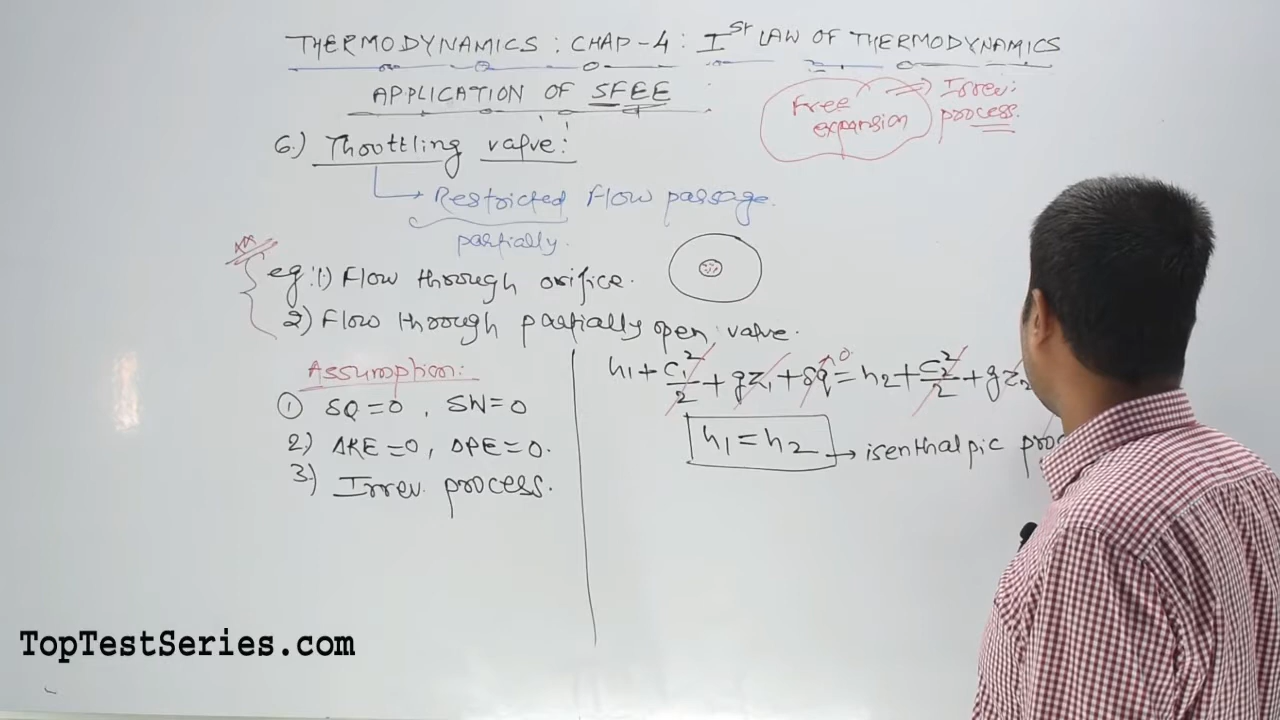 THERMODYNAMICS : CHAP-4 : Ist LAW OF THERMODYNAMICS
APPLICATION OF SFEE
Free expansion ⇒ Irrev: process.
6.) Throttling valve:
Restricted Flow passage.
partially.
eg: 1) Flow through orifice.
2) Flow through partially open valve.
Assumption:
① δQ = 0 , δW = 0
2) ΔKE = 0 , ΔPE = 0.
3) Irrev. process.
h1 + C1²/2 + gz1 + δq = h2 + C2²/2 + gz2
0
h1 = h2 → isenthalpic
TopTestSeries.com